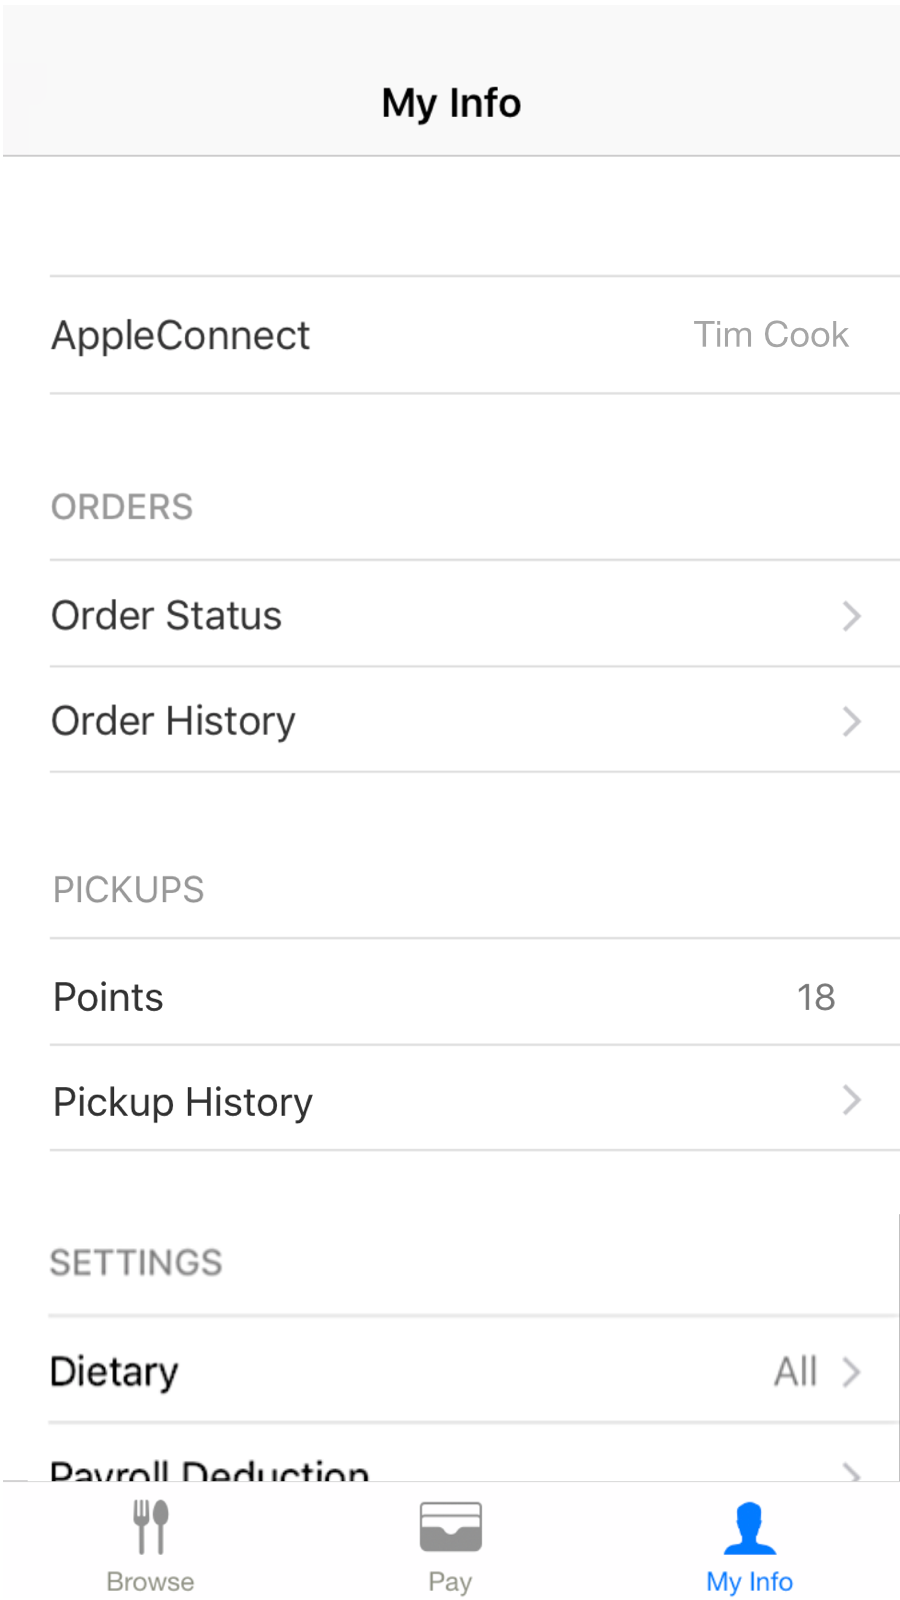 My Info
AppleConnect Tim Cook
ORDERS
Order Status
Order History
PICKUPS
Points 18
Pickup History
SETTINGS
Dietary All
Payroll Deduction
Browse Pay My Info